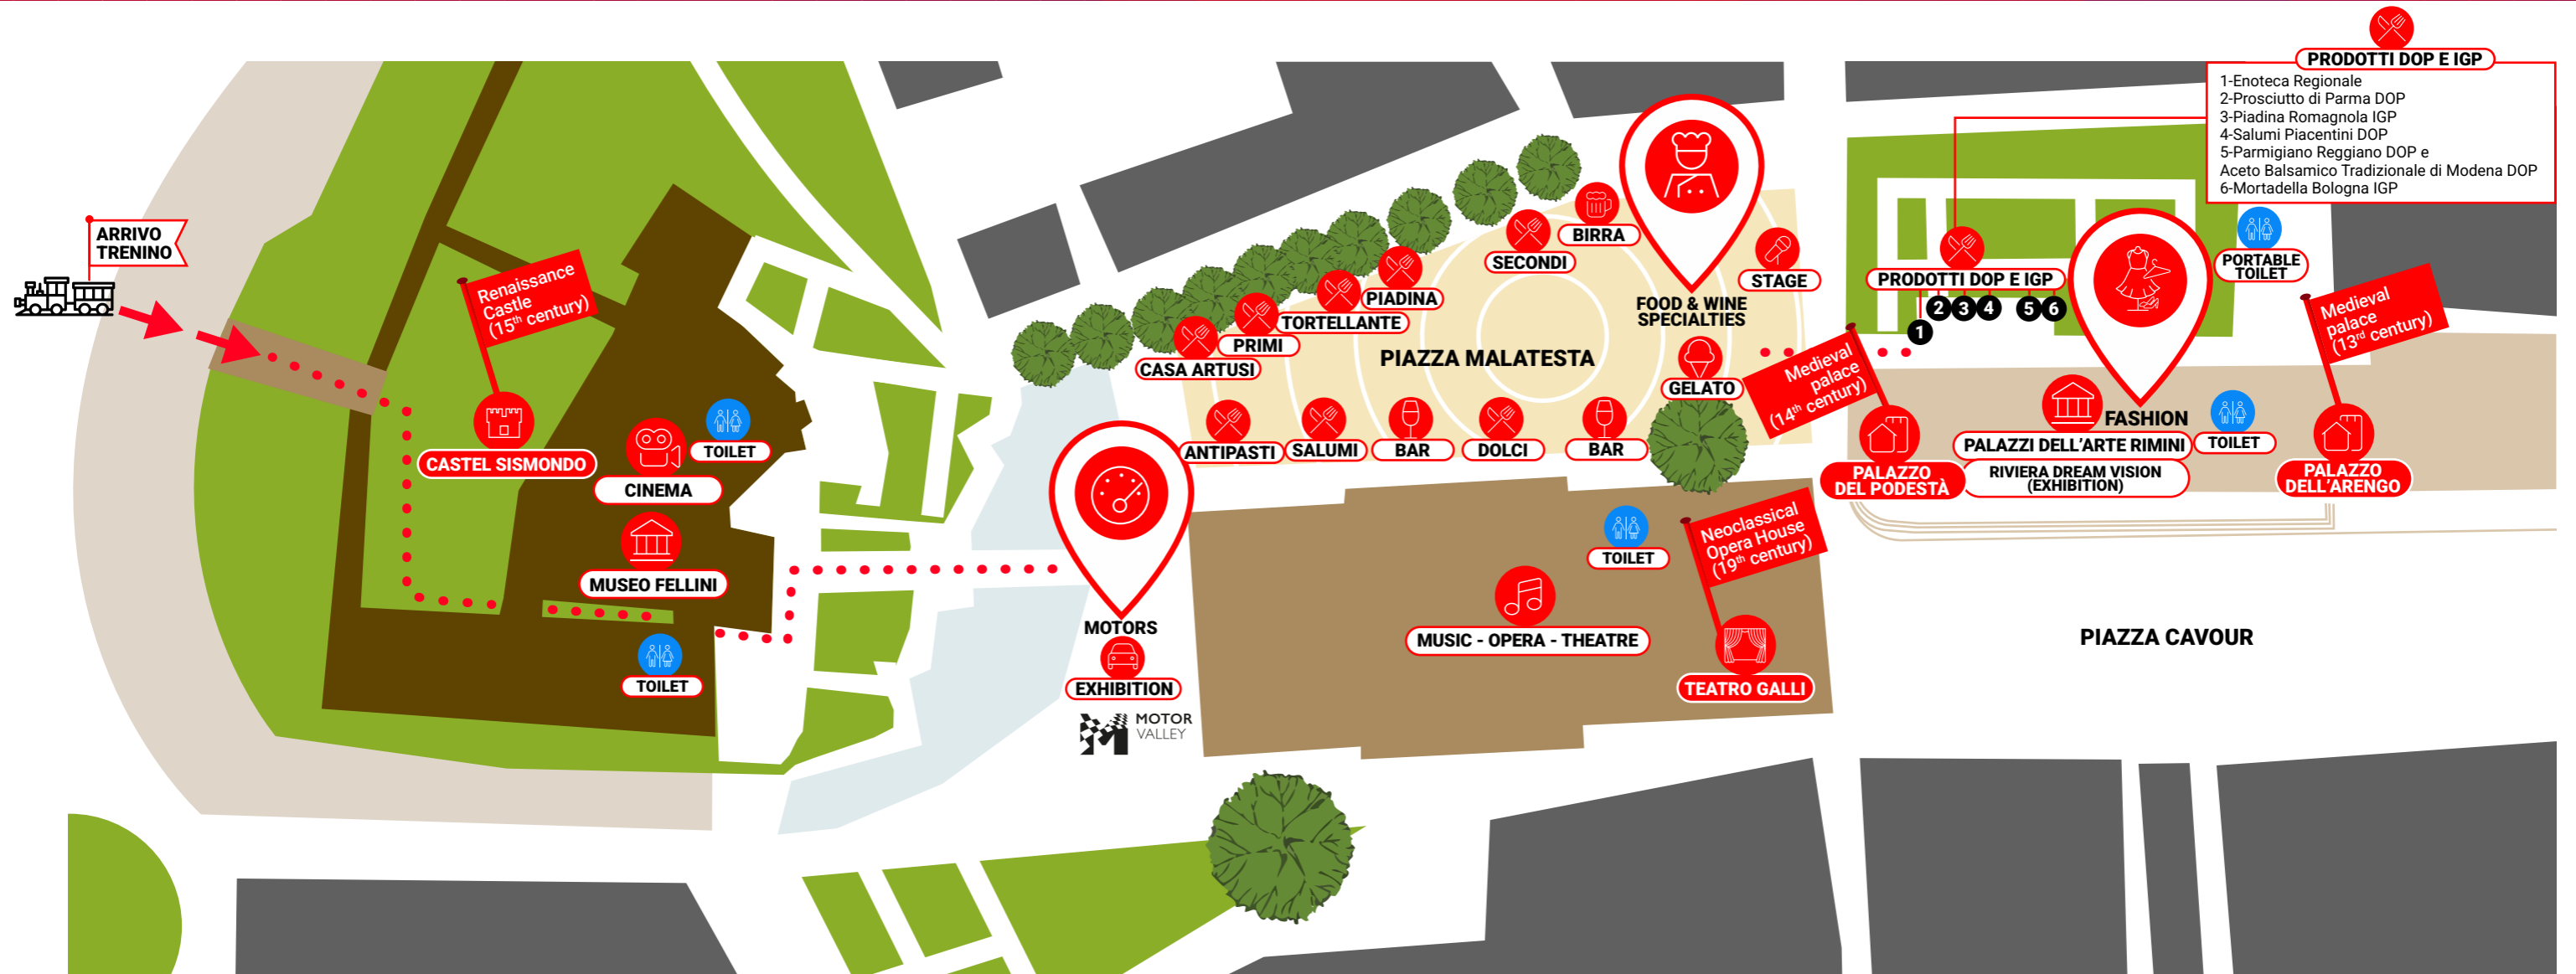 ARRIVO
TRENINO
Renaissance
Castle
(15th century)
CASTEL SISMONDO
CINEMA
TOILET
MUSEO FELLINI
TOILET
MOTORS
EXHIBITION
MOTOR
VALLEY
CASA ARTUSI
PRIMI
TORTELLANTE
PIADINA
SECONDI
BIRRA
FOOD & WINE
SPECIALTIES
STAGE
PIAZZA MALATESTA
GELATO
ANTIPASTI
SALUMI
BAR
DOLCI
BAR
TOILET
Neoclassical
Opera House
(19th century)
MUSIC - OPERA - THEATRE
TEATRO GALLI
PRODOTTI DOP E IGP
1-Enoteca Regionale
2-Prosciutto di Parma DOP
3-Piadina Romagnola IGP
4-Salumi Piacentini DOP
5-Parmigiano Reggiano DOP e
Aceto Balsamico Tradizionale di Modena DOP
6-Mortadella Bologna IGP
PRODOTTI DOP E IGP
1
2
3
4
5
6
PORTABLE
TOILET
Medieval
palace
(14th century)
PALAZZO
DEL PODESTÀ
FASHION
PALAZZI DELL'ARTE RIMINI
RIVIERA DREAM VISION
(EXHIBITION)
TOILET
Medieval
palace
(13rd century)
PALAZZO
DELL'ARENGO
PIAZZA CAVOUR